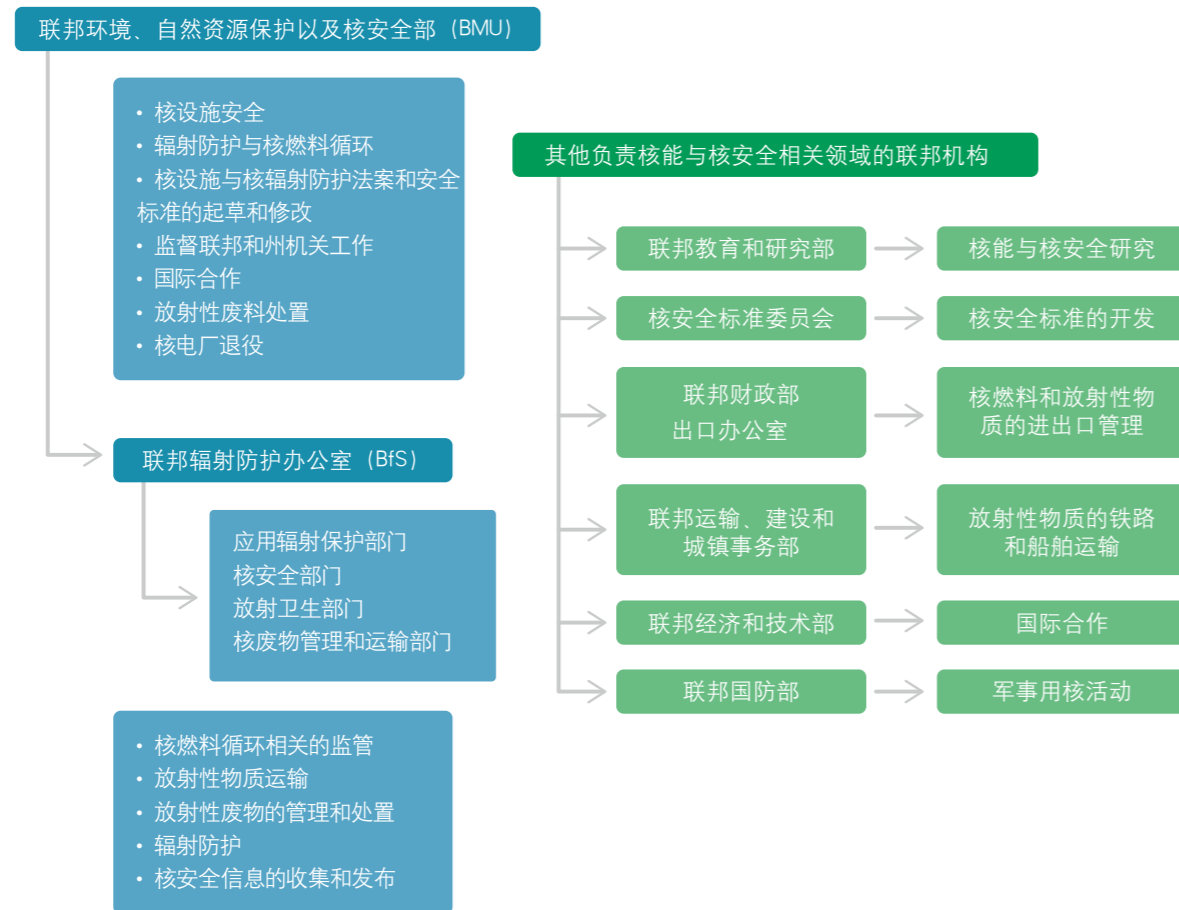 联邦环境、自然资源保护以及核安全部（BMU）
• 核设施安全
• 辐射防护与核燃料循环
• 核设施与核辐射防护法案和安全
标准的起草和修改
• 监督联邦和州机关工作
• 国际合作
• 放射性废料处置
• 核电厂退役
联邦辐射防护办公室（BfS）
应用辐射保护部门
核安全部门
放射卫生部门
核废物管理和运输部门
• 核燃料循环相关的监管
• 放射性物质运输
• 放射性废物的管理和处置
• 辐射防护
• 核安全信息的收集和发布
其他负责核能与核安全相关领域的联邦机构
联邦教育和研究部
核能与核安全研究
核安全标准委员会
核安全标准的开发
联邦财政部
出口办公室
核燃料和放射性物
质的进出口管理
联邦运输、建设和
城镇事务部
放射性物质的铁路
和船舶运输
联邦经济和技术部
国际合作
联邦国防部
军事用核活动